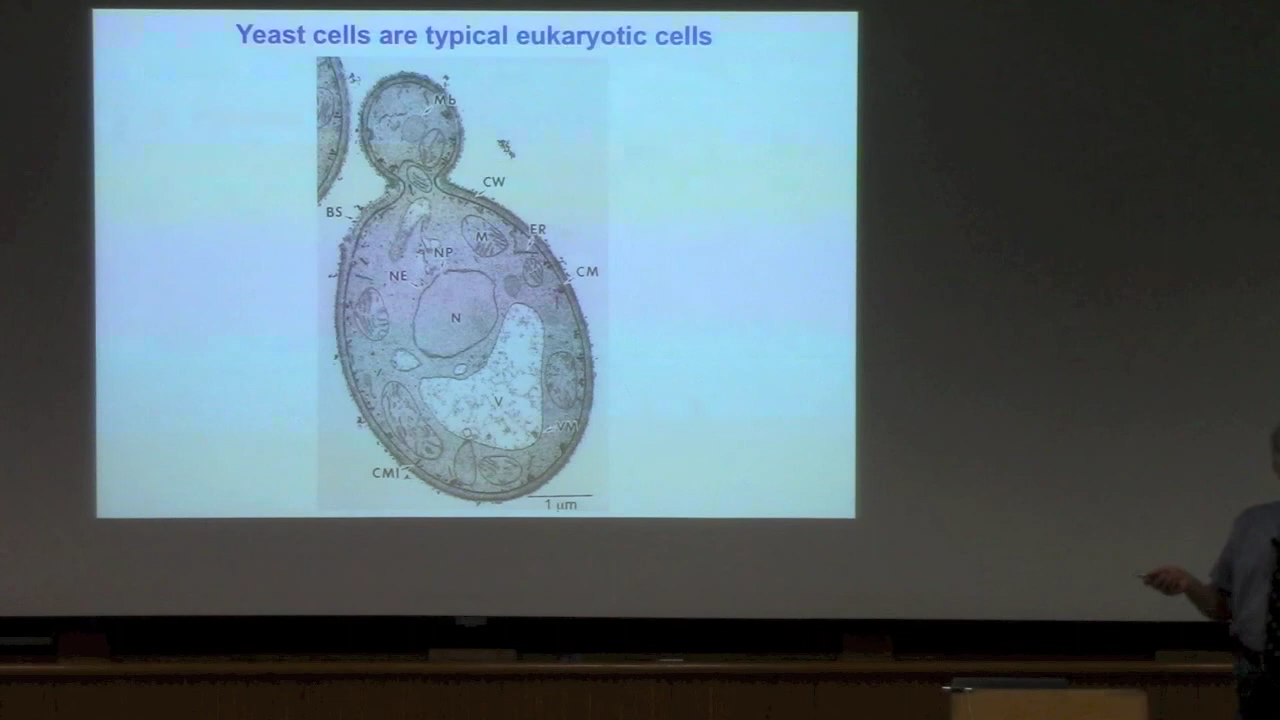 Yeast cells are typical eukaryotic cells
Mb
CW
BS
ER
M
NP
NE
CM
N
V
VM
CMI
1 μm